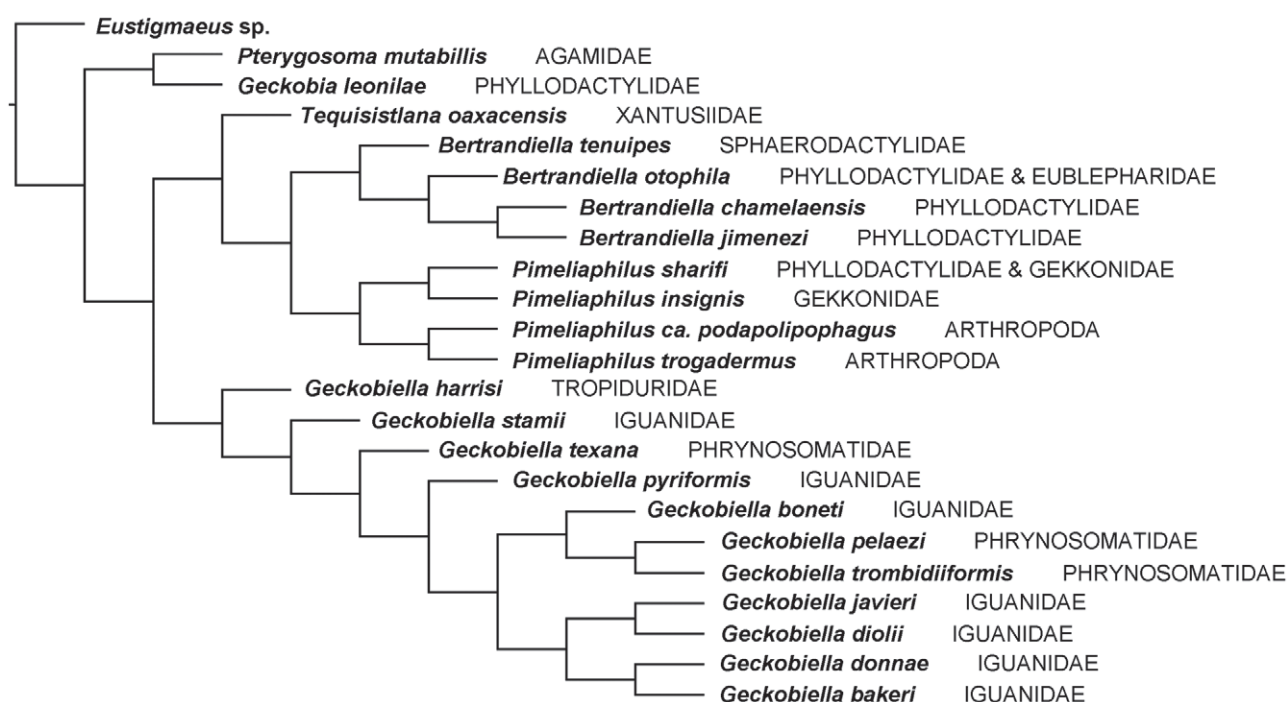 Eustigmaeus sp.
Pterygosoma mutabillis AGAMIDAE
Geckobia leonilae PHYLLODACTYLIDAE
Tequisistlana oaxacensis XANTUSIIDAE
Bertrandiella tenuipes SPHAERODACTYLIDAE
Bertrandiella otophila PHYLLODACTYLIDAE & EUBLEPHARIDAE
Bertrandiella chamelaensis PHYLLODACTYLIDAE
Bertrandiella jimenezi PHYLLODACTYLIDAE
Pimeliaphilus sharifi PHYLLODACTYLIDAE & GEKKONIDAE
Pimeliaphilus insignis GEKKONIDAE
Pimeliaphilus ca. podapolipophagus ARTHROPODA
Pimeliaphilus trogadermus ARTHROPODA
Geckobiella harrisi TROPIDURIDAE
Geckobiella stamii IGUANIDAE
Geckobiella texana PHRYNOSOMATIDAE
Geckobiella pyriformis IGUANIDAE
Geckobiella boneti IGUANIDAE
Geckobiella pelaezi PHRYNOSOMATIDAE
Geckobiella trombidiiformis PHRYNOSOMATIDAE
Geckobiella javieri IGUANIDAE
Geckobiella diolii IGUANIDAE
Geckobiella donnae IGUANIDAE
Geckobiella bakeri IGUANIDAE